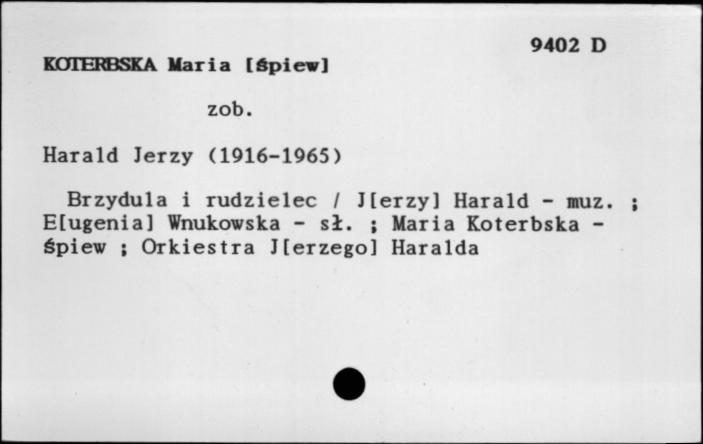 9402 D
KOTERBSKA Maria [śpiew]
zob.
Harald Jerzy (1916-1965)
Brzydula i rudzielec / J[erzy] Harald - muz. ;
E[ugenia] Wnukowska - sł. ; Maria Koterbska -
śpiew ; Orkiestra J[erzego] Haralda